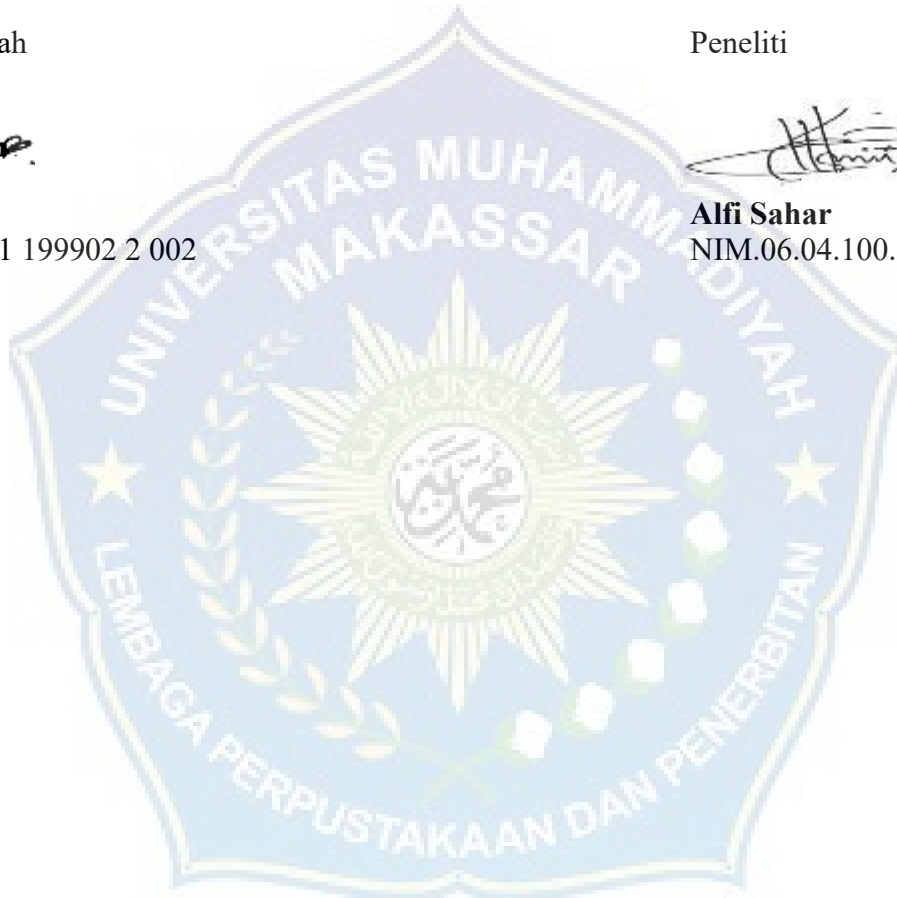 ah
Peneliti
Alfi Sahar
1 199902 2 002
NIM.06.04.100.
UNIVERSITAS MUHAMMADIYAH
MAKASSAR
LEMBAGA PERPUSTAKAAN DAN PENERBITAN
محمدية